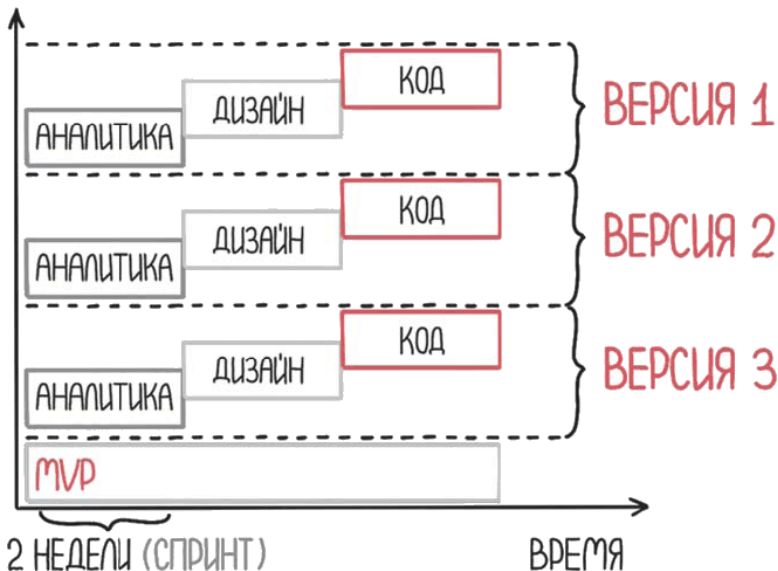 КОД
ДИЗАЙН
АНАЛИТИКА
ВЕРСИЯ 1
КОД
ДИЗАЙН
АНАЛИТИКА
ВЕРСИЯ 2
КОД
ДИЗАЙН
АНАЛИТИКА
ВЕРСИЯ 3
MVP
2 НЕДЕЛИ (СПРИНТ)
ВРЕМЯ